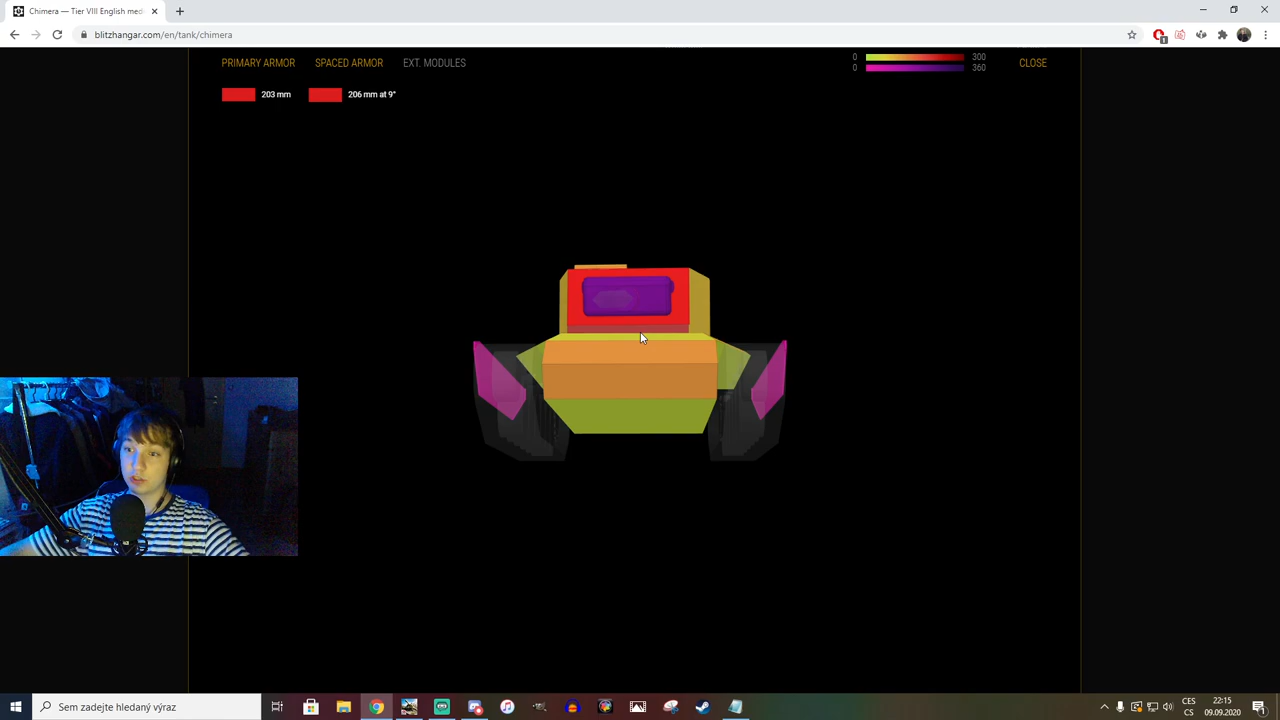 Chimera — Tier VIII English med
blitzhangar.com/en/tank/chimera
1
PRIMARY ARMOR
SPACED ARMOR
EXT. MODULES
0
300
0
360
CLOSE
203 mm
206 mm at 9°
Sem zadejte hledaný výraz
CES
CS
22:15
09.09.2020
1